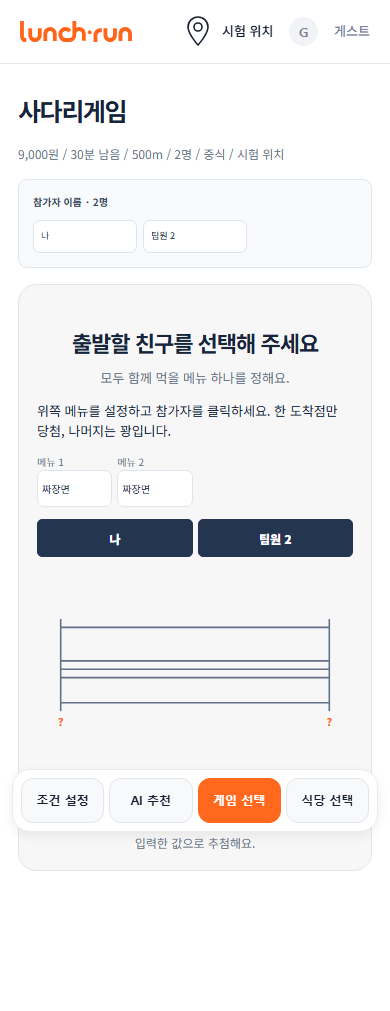 lunch·run
시험 위치
G
게스트
사다리게임
9,000원 / 30분 남음 / 500m / 2명 / 중식 / 시험 위치
참가자 이름 · 2명
나
팀원 2
출발할 친구를 선택해 주세요
모두 함께 먹을 메뉴 하나를 정해요.
위쪽 메뉴를 설정하고 참가자를 클릭하세요. 한 도착점만
당첨, 나머지는 꽝입니다.
메뉴 1
메뉴 2
짜장면
짜장면
나
팀원 2
?
?
조건 설정
AI 추천
게임 선택
식당 선택
입력한 값으로 추첨해요.